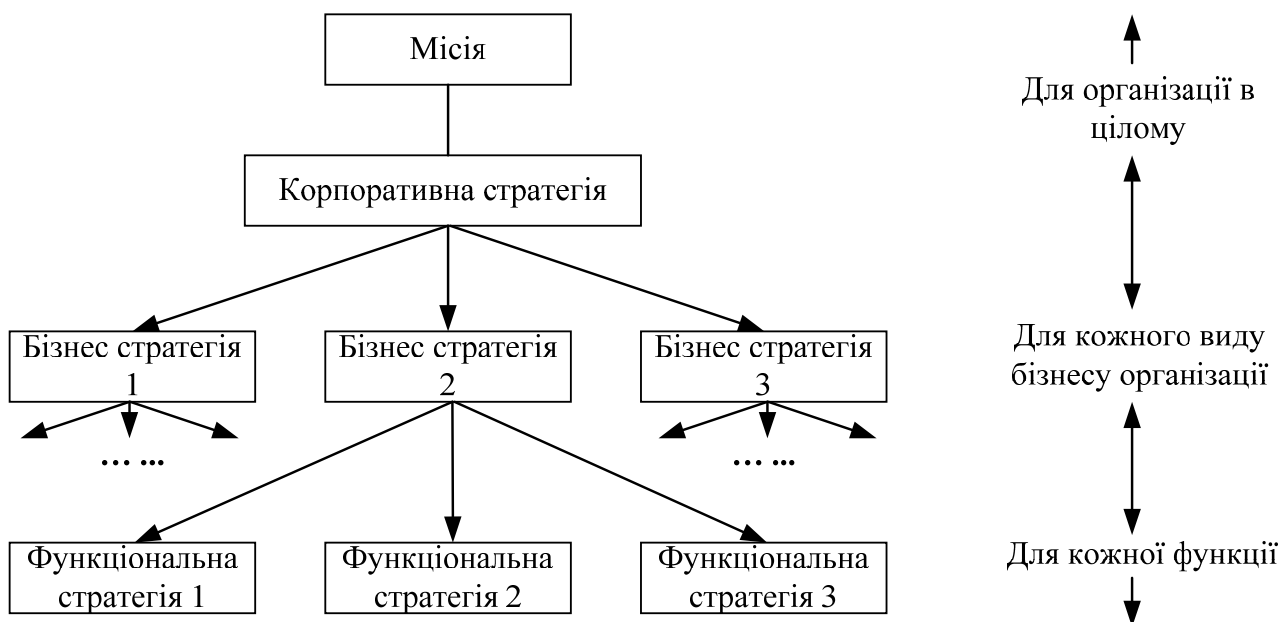 Місія
Для організації в
цілому
Корпоративна стратегія
Бізнес стратегія
1
Бізнес стратегія
2
Бізнес стратегія
3
Для кожного виду
бізнесу організації
... ...
... ...
Функціональна
стратегія 1
Функціональна
стратегія 2
Функціональна
стратегія 3
Для кожної функції